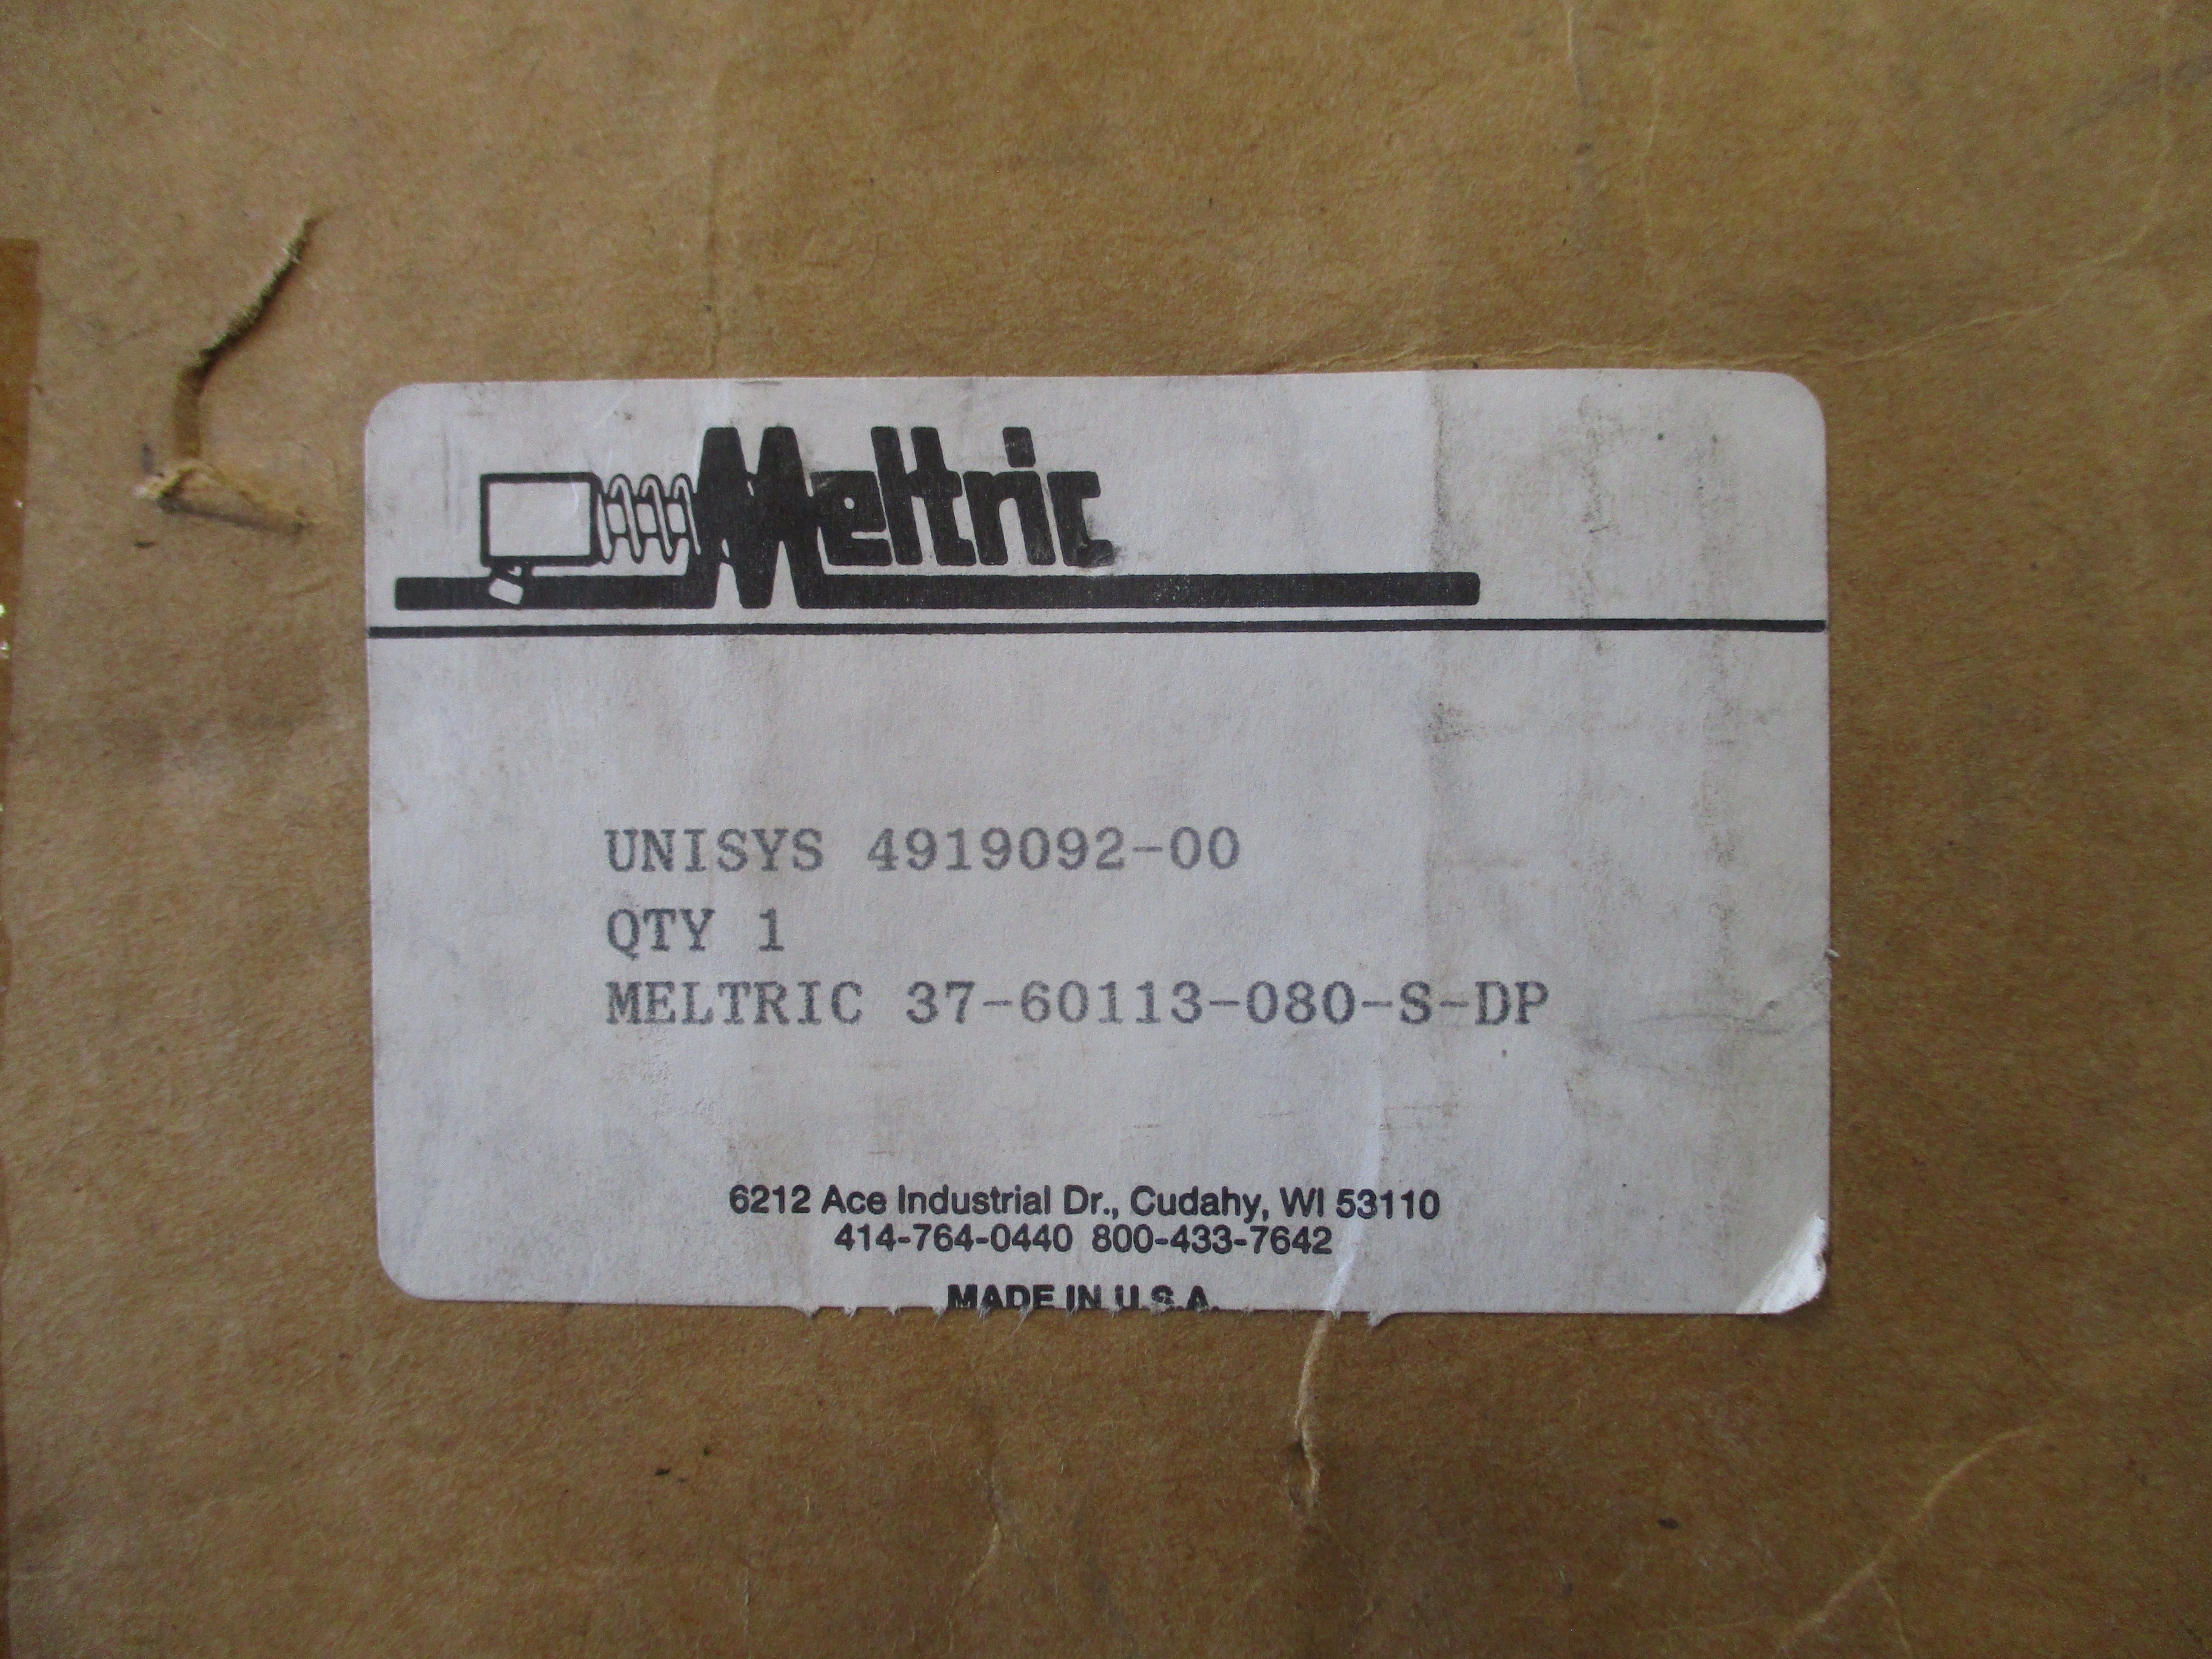 Meltric
UNISYS 4919092-00
QTY 1
MELTRIC 37-60113-080-S-DP
6212 Ace Industrial Dr., Cudahy, WI 53110
414-764-0440 800-433-7642
MADE IN U.S.A.